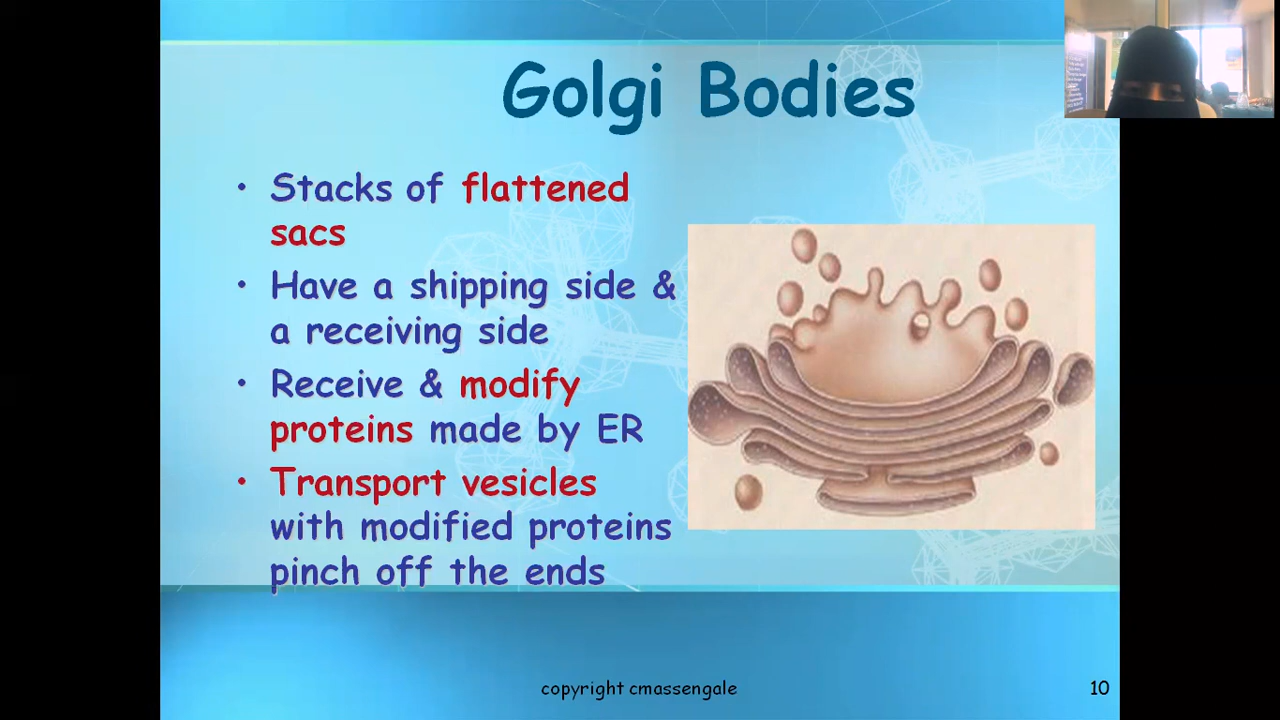 Golgi Bodies
• Stacks of flattened
sacs
• Have a shipping side &
a receiving side
• Receive & modify
proteins made by ER
• Transport vesicles
with modified proteins
pinch off the ends
copyright cmassengale
10